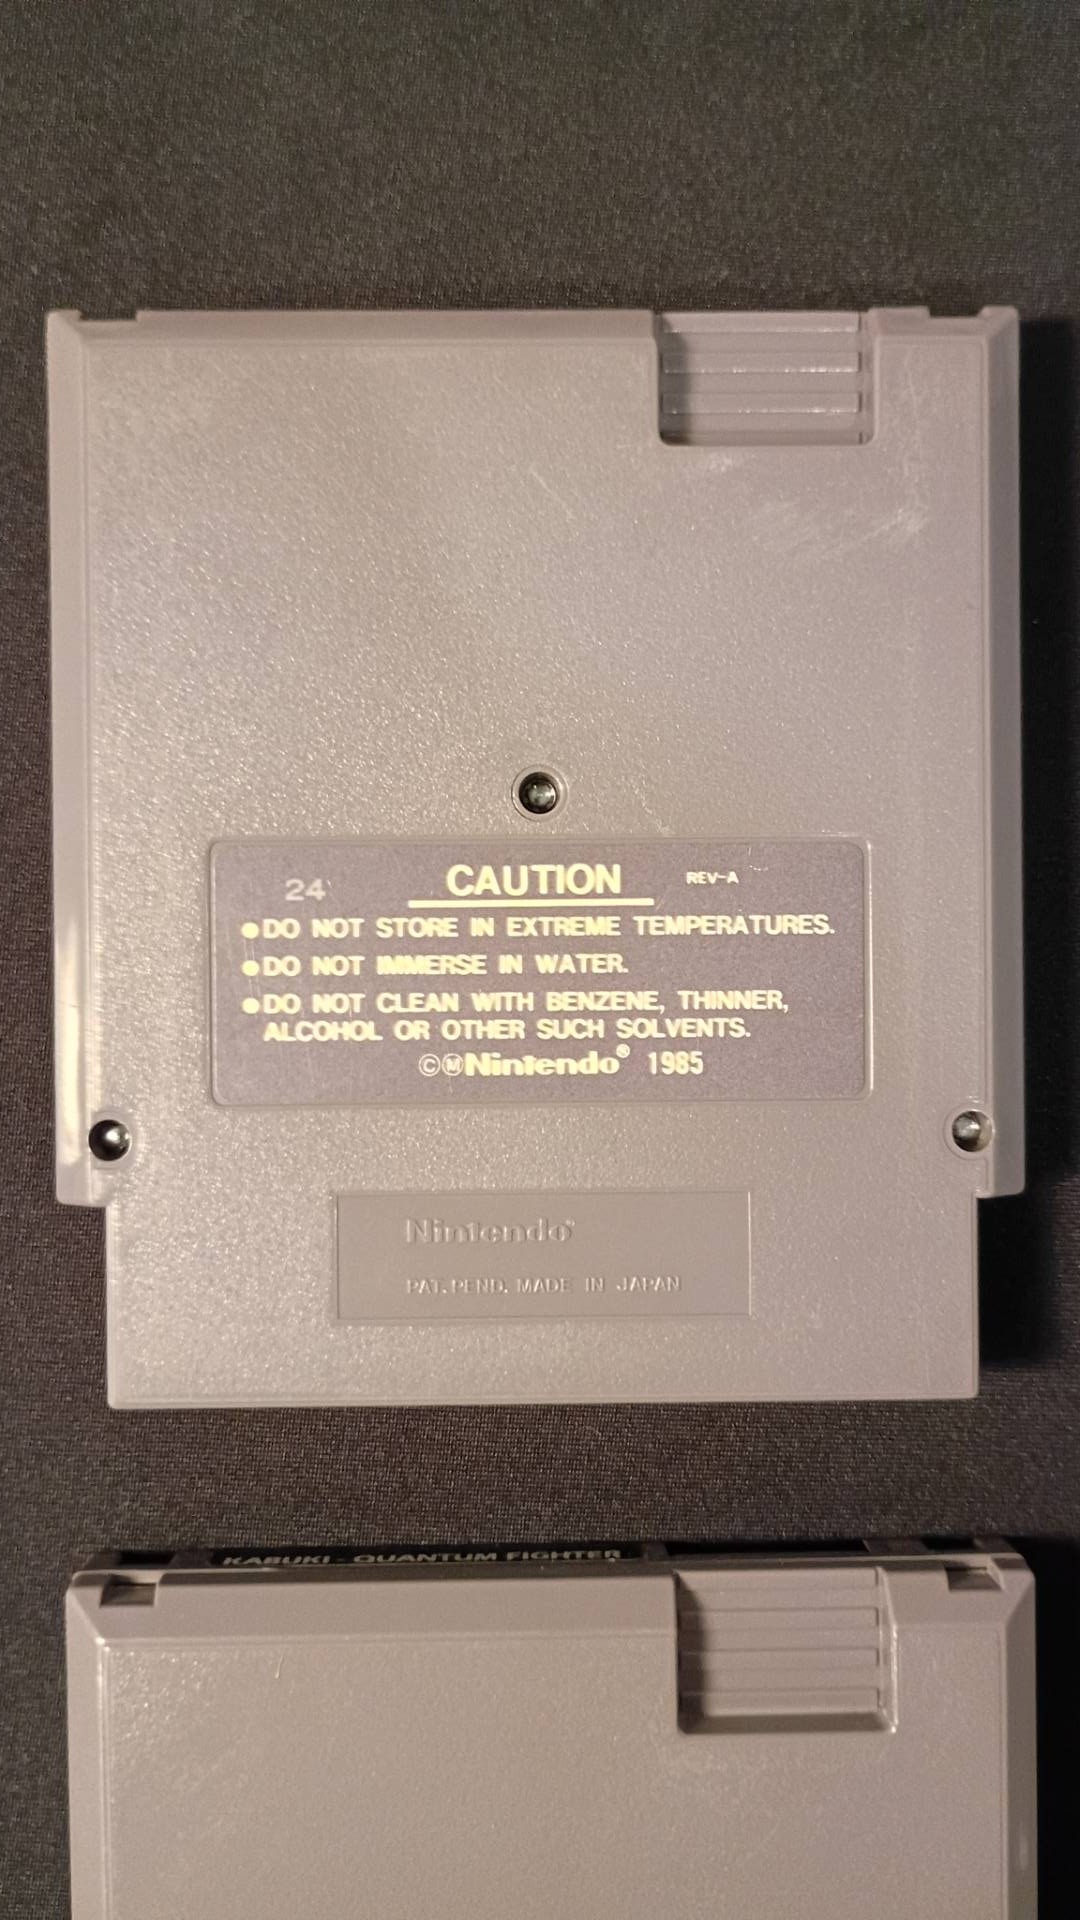 24 CAUTION REV-A
●DO NOT STORE IN EXTREME TEMPERATURES.
●DO NOT IMMERSE IN WATER.
●DO NOT CLEAN WITH BENZENE, THINNER,
ALCOHOL OR OTHER SUCH SOLVENTS.
©ⓂNintendo® 1985
Nintendo®
PAT. PEND. MADE IN JAPAN
KABUKI - QUANTUM FIGHTER